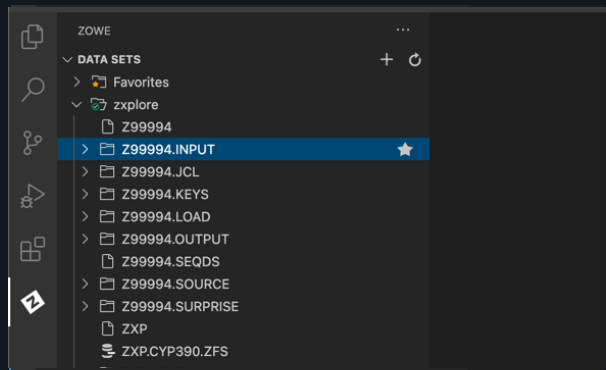 ZOWE
DATA SETS
Favorites
zxplore
Z99994
Z99994.INPUT
Z99994.JCL
Z99994.KEYS
Z99994.LOAD
Z99994.OUTPUT
Z99994.SEQDS
Z99994.SOURCE
Z99994.SURPRISE
ZXP
ZXP.CYP390.ZFS